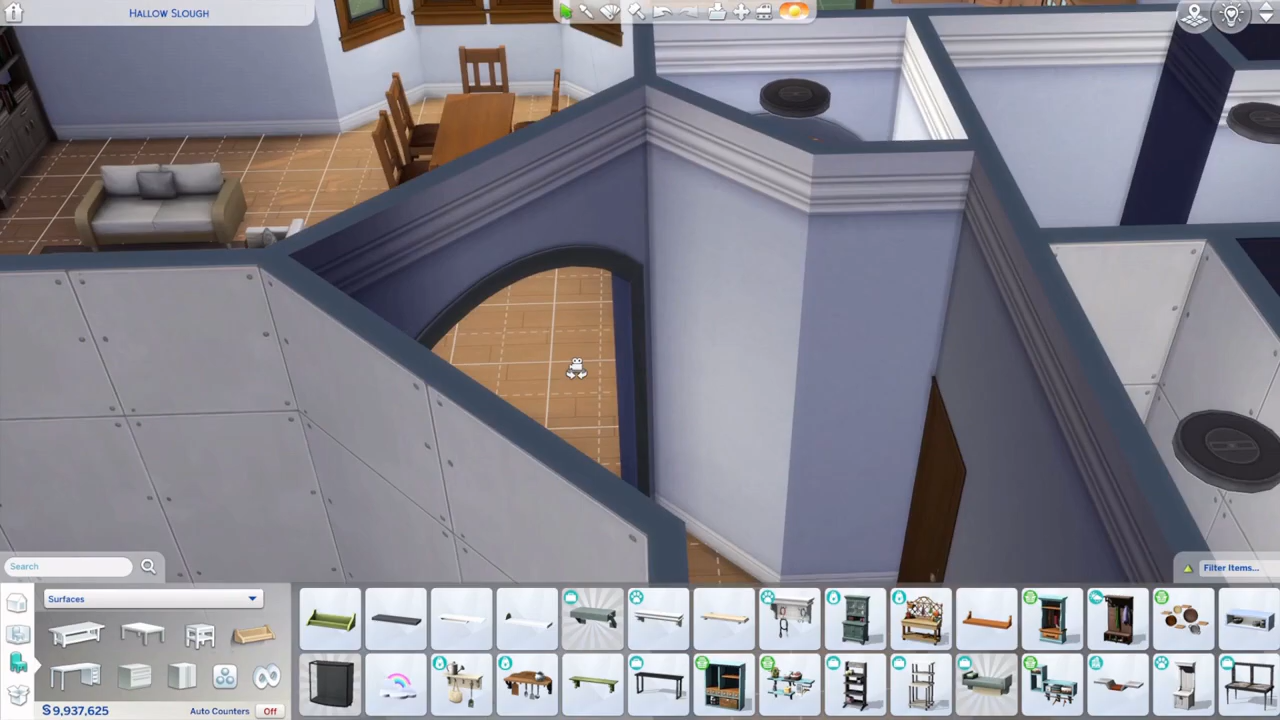 HALLOW SLOUGH
Search
Filter Items...
Surfaces
§9,937,625
Auto Counters Off